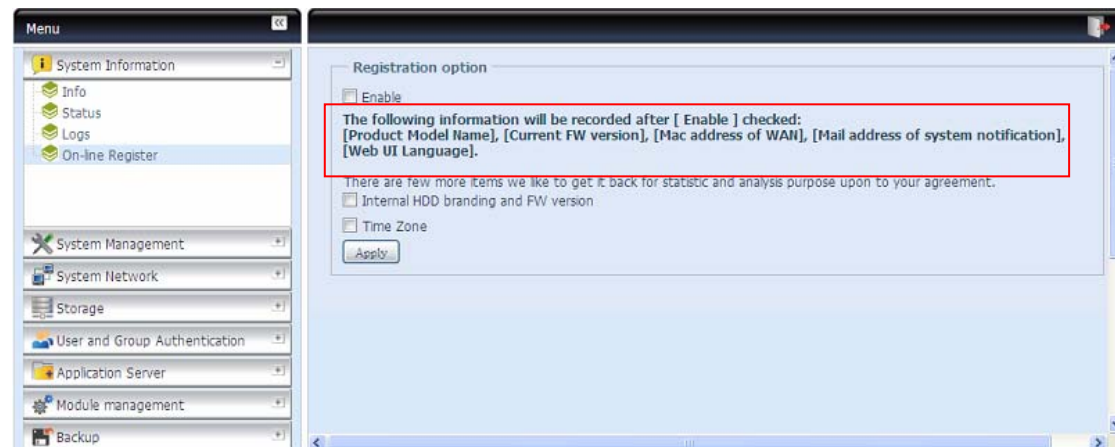 Menu
System Information
Info
Status
Logs
On-line Register
System Management
System Network
Storage
User and Group Authentication
Application Server
Module management
Backup
Registration option
Enable
The following information will be recorded after [ Enable ] checked:
[Product Model Name], [Current FW version], [Mac address of WAN], [Mail address of system notification],
[Web UI Language].
There are few more items we like to get it back for statistic and analysis purpose upon to your agreement.
Internal HDD branding and FW version
Time Zone
Apply